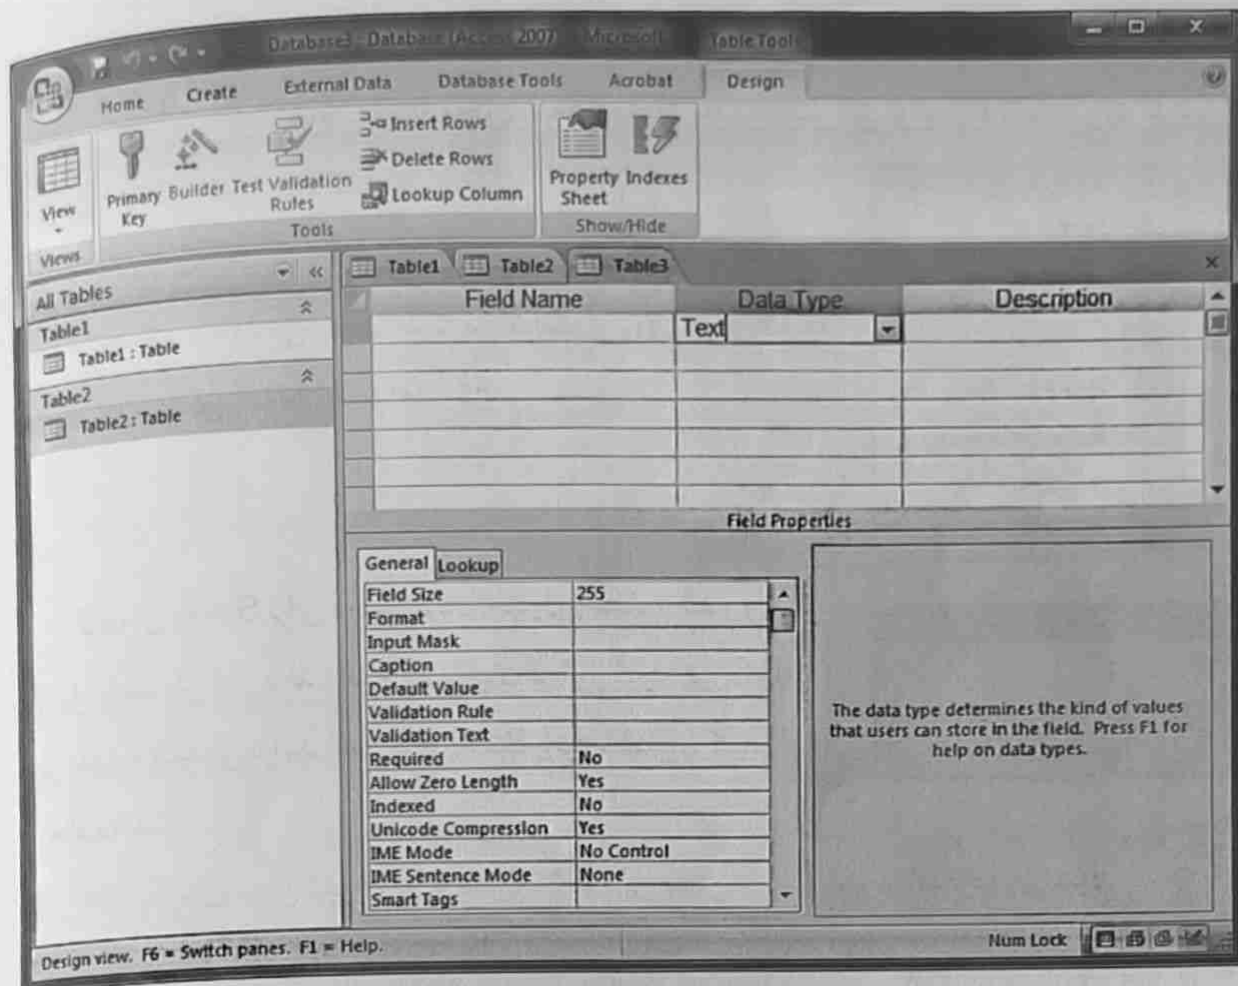 Database3 : Database (Access 2007) Microsoft Table Tools
Home Create External Data Database Tools Acrobat Design
View
Views
Primary Key
Builder
Test Validation Rules
Insert Rows
Delete Rows
Lookup Column
Tools
Property Sheet
Indexes
Show/Hide
All Tables
Table1
Table1 : Table
Table2
Table2 : Table
Table1 Table2 Table3
Field Name Data Type Description
Text
Field Properties
General Lookup
Field Size 255
Format
Input Mask
Caption
Default Value
Validation Rule
Validation Text
Required No
Allow Zero Length Yes
Indexed No
Unicode Compression Yes
IME Mode No Control
IME Sentence Mode None
Smart Tags
The data type determines the kind of values
that users can store in the field. Press F1 for
help on data types.
Design view. F6 = Switch panes. F1 = Help.
Num Lock